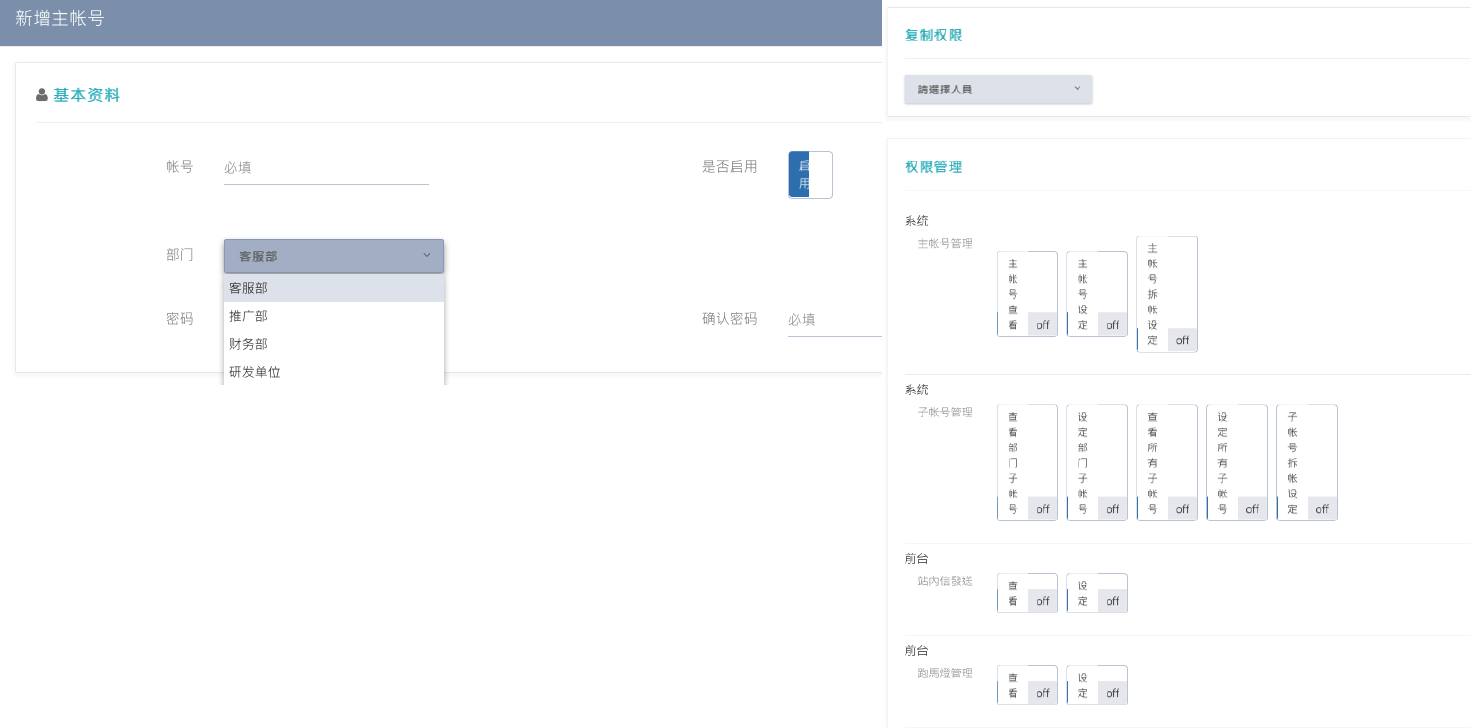 新增主帐号
基本资料
帐号 必填 是否启用 启用
部门 客服部
客服部
推广部
财务部
研发单位
密码 确认密码 必填
复制权限
請選擇人員
权限管理
系统
主帐号管理 主帐号查看 off 主帐号设定 off 主帐号拆帐设定 off
系统
子帐号管理 查看部门子帐号 off 设定部门子帐号 off 查看所有子帐号 off 设定所有子帐号 off 子帐号拆帐设定 off
前台
站內信發送 查看 off 设定 off
前台
跑馬燈管理 查看 off 设定 off